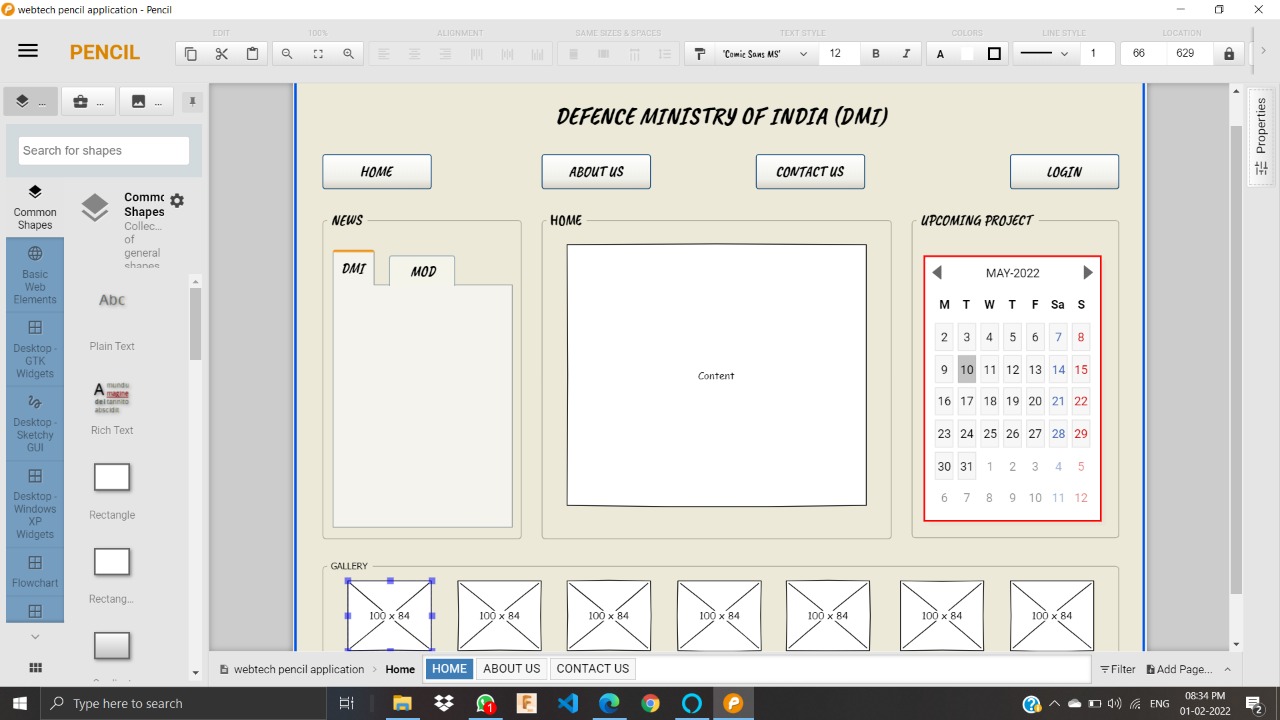 webtech pencil application - Pencil
EDIT 100% ALIGNMENT SAME SIZES & SPACES TEXT STYLE COLORS LINE STYLE LOCATION
PENCIL
"Comic Sans MS" 12 B I A 1 66 629
... ... ...
Search for shapes
Common Shapes
Basic Web Elements
Desktop - GTK Widgets
Desktop - Sketchy GUI
Desktop - Windows XP Widgets
Flowchart
Commo Shapes
Collec... of general shapes
Abc
Plain Text
A mundu magine deleannito abscidit
Rich Text
Rectangle
Rectang...
DEFENCE MINISTRY OF INDIA (DMI)
HOME ABOUT US CONTACT US LOGIN
NEWS
DMI MOD
HOME
Content
UPCOMING PROJECT
MAY-2022
M T W T F Sa S
2 3 4 5 6 7 8
9 10 11 12 13 14 15
16 17 18 19 20 21 22
23 24 25 26 27 28 29
30 31 1 2 3 4 5
6 7 8 9 10 11 12
GALLERY
100 x 84 100 x 84 100 x 84 100 x 84 100 x 84 100 x 84 100 x 84
Properties
webtech pencil application Home HOME ABOUT US CONTACT US Filter Add Page...
Type here to search
1
ENG
08:34 PM
01-02-2022
2